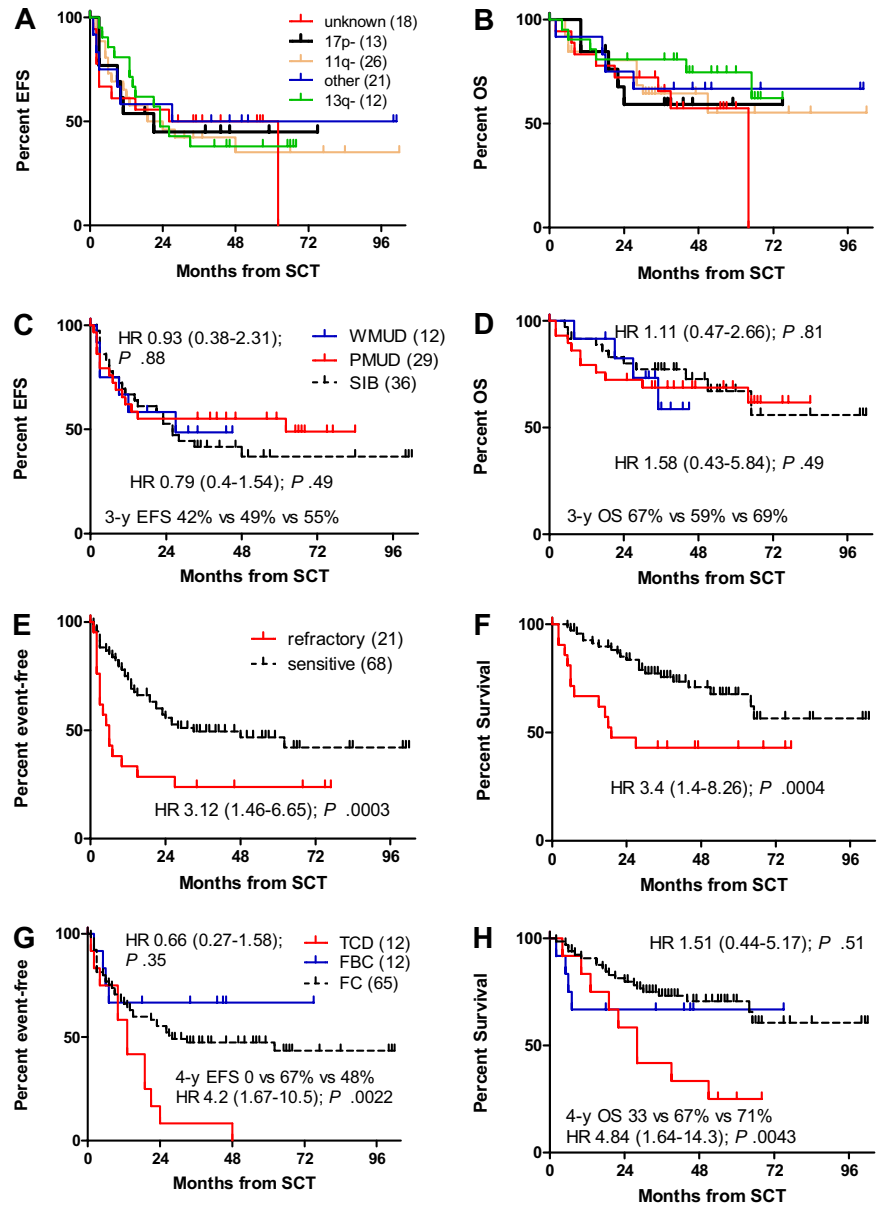 A
100
50
0
Percent EFS
unknown (18)
17p- (13)
11q- (26)
other (21)
13q- (12)
0 24 48 72 96
Months from SCT
B
100
50
0
Percent OS
0 24 48 72 96
Months from SCT
C
100
50
0
Percent EFS
HR 0.93 (0.38-2.31);
P .88
WMUD (12)
PMUD (29)
SIB (36)
HR 0.79 (0.4-1.54); P .49
3-y EFS 42% vs 49% vs 55%
0 24 48 72 96
Months from SCT
D
100
50
0
Percent OS
HR 1.11 (0.47-2.66); P .81
HR 1.58 (0.43-5.84); P .49
3-y OS 67% vs 59% vs 69%
0 24 48 72 96
Months from SCT
E
100
50
0
Percent event-free
refractory (21)
sensitive (68)
HR 3.12 (1.46-6.65); P .0003
0 24 48 72 96
Months from SCT
F
100
50
0
Percent Survival
HR 3.4 (1.4-8.26); P .0004
0 24 48 72 96
Months from SCT
G
100
50
0
Percent event-free
HR 0.66 (0.27-1.58);
P .35
TCD (12)
FBC (12)
FC (65)
4-y EFS 0 vs 67% vs 48%
HR 4.2 (1.67-10.5); P .0022
0 24 48 72 96
Months from SCT
H
100
50
0
Percent Survival
HR 1.51 (0.44-5.17); P .51
4-y OS 33 vs 67% vs 71%
HR 4.84 (1.64-14.3); P .0043
0 24 48 72 96
Months from SCT